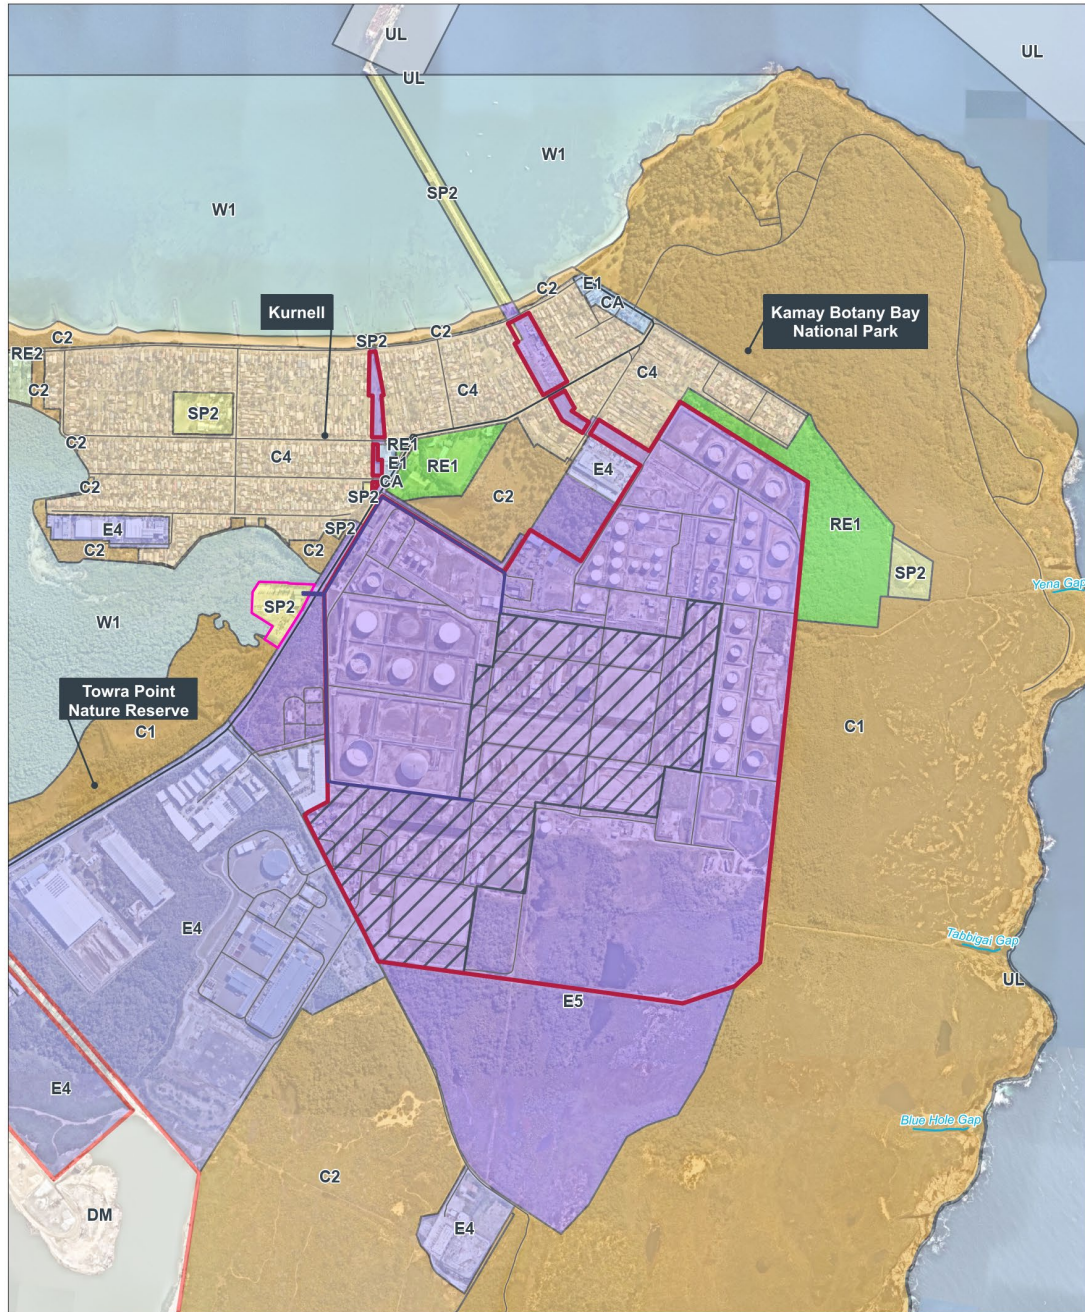 UL
UL
UL
W1
SP2
W1
C2
E1
CA
Kurnell
Kamay Botany Bay
National Park
C2
SP2
C2
RE2
C2
C4
C4
SP2
C2
RE1
C4
E1
RE1
E4
C2
CA
SP2
C2
RE1
E4
SP2
C2
C2
SP2
Yena Gap
SP2
W1
Towra Point
Nature Reserve
C1
C1
E4
Tabbigai Gap
UL
E5
E4
Blue Hole Gap
C2
DM
E4